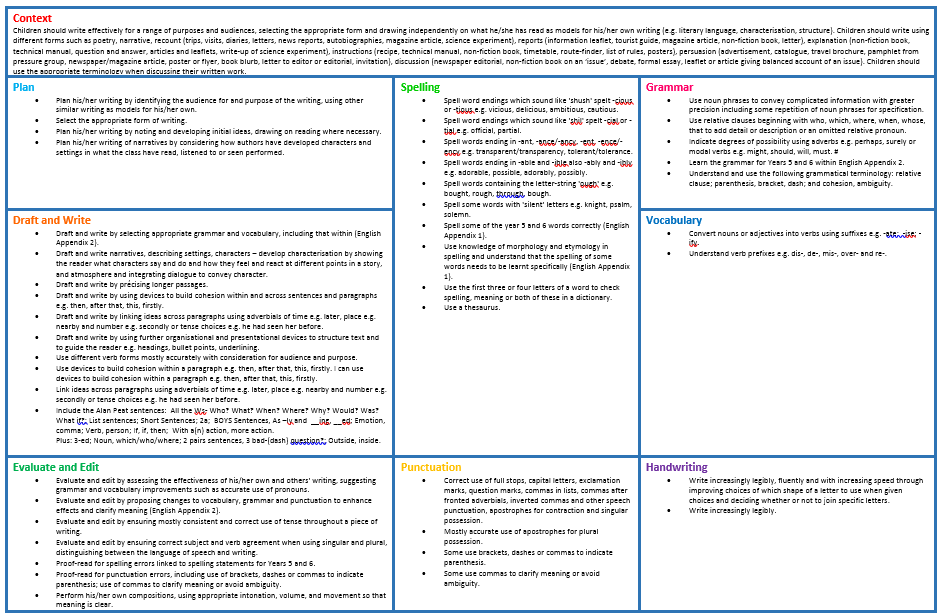 Context
Children should write effectively for a range of purposes and audiences, selecting the appropriate form and drawing independently on what he/she has read as models for his/her own writing (e.g. literary language, characterisation, structure). Children should write using
different forms such as poetry, narrative, recount (trips, visits, diaries, letters, news reports, autobiographies, magazine article, science experiment), reports (information leaflet, tourist guide, magazine article, non-fiction book, letter), explanation (non-fiction book,
technical manual, question and answer, articles and leaflets, write-up of science experiment), instructions (recipe, technical manual, non-fiction book, timetable, route-finder, list of rules, posters), persuasion (advertisement, catalogue, travel brochure, pamphlet from
pressure group, newspaper/magazine article, poster or flyer, book blurb, letter to editor or editorial, invitation), discussion (newspaper editorial, non-fiction book on an 'issue', debate, formal essay, leaflet or article giving balanced account of an issue). Children should
use the appropriate terminology when discussing their written work.
Plan
• Plan his/her writing by identifying the audience for and purpose of the writing, using other
similar writing as models for his/her own.
• Select the appropriate form of writing.
• Plan his/her writing by noting and developing initial ideas, drawing on reading where necessary.
• Plan his/her writing of narratives by considering how authors have developed characters and
settings in what the class have read, listened to or seen performed.
Draft and Write
• Draft and write by selecting appropriate grammar and vocabulary, including that within (English
Appendix 2).
• Draft and write narratives, describing settings, characters – develop characterisation by showing
the reader what characters say and do and how they feel and react at different points in a story,
and atmosphere and integrating dialogue to convey character.
• Draft and write by précising longer passages.
• Draft and write by using devices to build cohesion within and across sentences and paragraphs
e.g. then, after that, this, firstly.
• Draft and write by linking ideas across paragraphs using adverbials of time e.g. later, place e.g.
nearby and number e.g. secondly or tense choices e.g. he had seen her before.
• Draft and write by using further organisational and presentational devices to structure text and
to guide the reader e.g. headings, bullet points, underlining.
• Use different verb forms mostly accurately with consideration for audience and purpose.
• Use devices to build cohesion within a paragraph e.g. then, after that, this, firstly. I can use
devices to build cohesion within a paragraph e.g. then, after that, this, firstly.
• Link ideas across paragraphs using adverbials of time e.g. later, place e.g. nearby and number e.g.
secondly or tense choices e.g. he had seen her before.
• Include the Alan Peat sentences: All the Ws: Who? What? When? Where? Why? Would? Was?
What if?; List sentences; Short Sentences; 2a; BOYS Sentences, As –ly and __ing, __ed; Emotion,
comma; Verb, person; If, if, then; With a(n) action, more action.
Plus: 3-ed; Noun, which/who/where; 2 pairs sentences, 3 bad-(dash) question?; Outside, inside.
Evaluate and Edit
• Evaluate and edit by assessing the effectiveness of his/her own and others' writing, suggesting
grammar and vocabulary improvements such as accurate use of pronouns.
• Evaluate and edit by proposing changes to vocabulary, grammar and punctuation to enhance
effects and clarify meaning (English Appendix 2).
• Evaluate and edit by ensuring mostly consistent and correct use of tense throughout a piece of
writing.
• Evaluate and edit by ensuring correct subject and verb agreement when using singular and plural,
distinguishing between the language of speech and writing.
• Proof-read for spelling errors linked to spelling statements for Years 5 and 6.
• Proof-read for punctuation errors, including use of brackets, dashes or commas to indicate
parenthesis; use of commas to clarify meaning or avoid ambiguity.
• Perform his/her own compositions, using appropriate intonation, volume, and movement so that
meaning is clear.
Spelling
• Spell word endings which sound like 'shush' spelt -cious
or -tious e.g. vicious, delicious, ambitious, cautious.
• Spell word endings which sound like 'shil' spelt -cial or -
tial e.g. official, partial.
• Spell words ending in -ant, -ance/-ancy, -ent, -ence/-
ency e.g. transparent/transparency, tolerant/tolerance.
• Spell words ending in -able and -ible also -ably and -ibly
e.g. adorable, possible, adorably, possibly.
• Spell words containing the letter-string 'ough' e.g.
bought, rough, through, bough.
• Spell some words with 'silent' letters e.g. knight, psalm,
solemn.
• Spell some of the year 5 and 6 words correctly (English
Appendix 1).
• Use knowledge of morphology and etymology in
spelling and understand that the spelling of some
words needs to be learnt specifically (English Appendix
1).
• Use the first three or four letters of a word to check
spelling, meaning or both of these in a dictionary.
• Use a thesaurus.
Punctuation
• Correct use of full stops, capital letters, exclamation
marks, question marks, commas in lists, commas after
fronted adverbials, inverted commas and other speech
punctuation, apostrophes for contraction and singular
possession.
• Mostly accurate use of apostrophes for plural
possession.
• Some use brackets, dashes or commas to indicate
parenthesis.
• Some use commas to clarify meaning or avoid
ambiguity.
Grammar
• Use noun phrases to convey complicated information with greater
precision including some repetition of noun phrases for specification.
• Use relative clauses beginning with who, which, where, when, whose,
that to add detail or description or an omitted relative pronoun.
• Indicate degrees of possibility using adverbs e.g. perhaps, surely or
modal verbs e.g. might, should, will, must. #
• Learn the grammar for Years 5 and 6 within English Appendix 2.
• Understand and use the following grammatical terminology: relative
clause; parenthesis, bracket, dash; and cohesion, ambiguity.
Vocabulary
• Convert nouns or adjectives into verbs using suffixes e.g. -ate; -ise; -
ify.
• Understand verb prefixes e.g. dis-, de-, mis-, over- and re-.
Handwriting
• Write increasingly legibly, fluently and with increasing speed through
improving choices of which shape of a letter to use when given
choices and deciding whether or not to join specific letters.
• Write increasingly legibly.